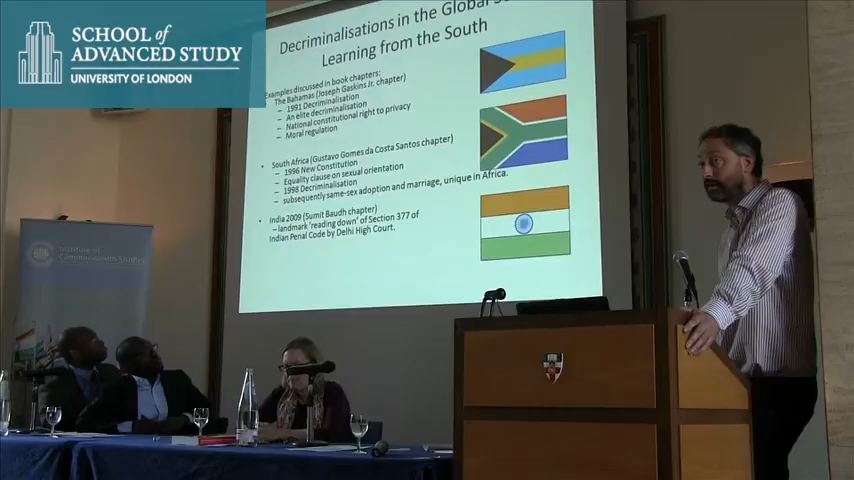 SCHOOL of
ADVANCED STUDY
UNIVERSITY OF LONDON
Decriminalisations in the Global
Learning from the South
Examples discussed in book chapters:
The Bahamas (Joseph Gaskins Jr. chapter)
– 1991 Decriminalisation
– An elite decriminalisation
– National constitutional right to privacy
– Moral regulation
• South Africa (Gustavo Gomes da Costa Santos chapter)
– 1996 New Constitution
– Equality clause on sexual orientation
– 1998 Decriminalisation
– subsequently same-sex adoption and marriage, unique in Africa.
• India 2009 (Sumit Baudh chapter)
– landmark 'reading down' of Section 377 of
Indian Penal Code by Delhi High Court.
Institute of
Commonwealth Studies